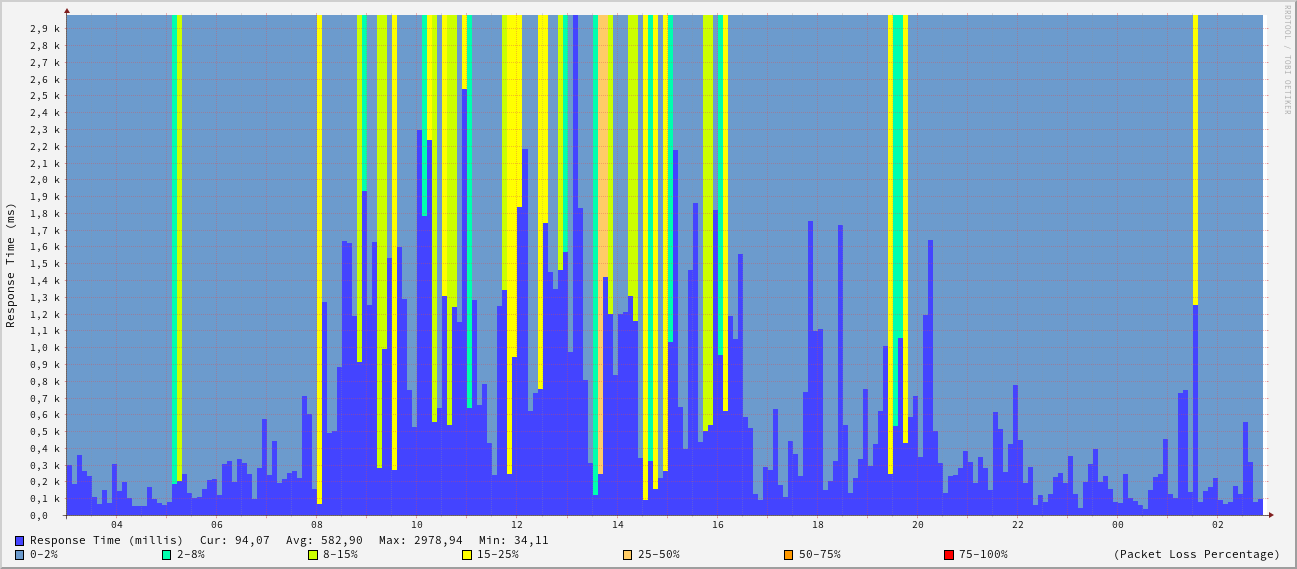 RRDTOOL / TOBI OETIKER
Response Time (ms)
2,9 k
2,8 k
2,7 k
2,6 k
2,5 k
2,4 k
2,3 k
2,2 k
2,1 k
2,0 k
1,9 k
1,8 k
1,7 k
1,6 k
1,5 k
1,4 k
1,3 k
1,2 k
1,1 k
1,0 k
0,9 k
0,8 k
0,7 k
0,6 k
0,5 k
0,4 k
0,3 k
0,2 k
0,1 k
0,0
04 06 08 10 12 14 16 18 20 22 00 02
Response Time (millis) Cur: 94,07 Avg: 582,90 Max: 2978,94 Min: 34,11
0-2% 2-8% 8-15% 15-25% 25-50% 50-75% 75-100% (Packet Loss Percentage)